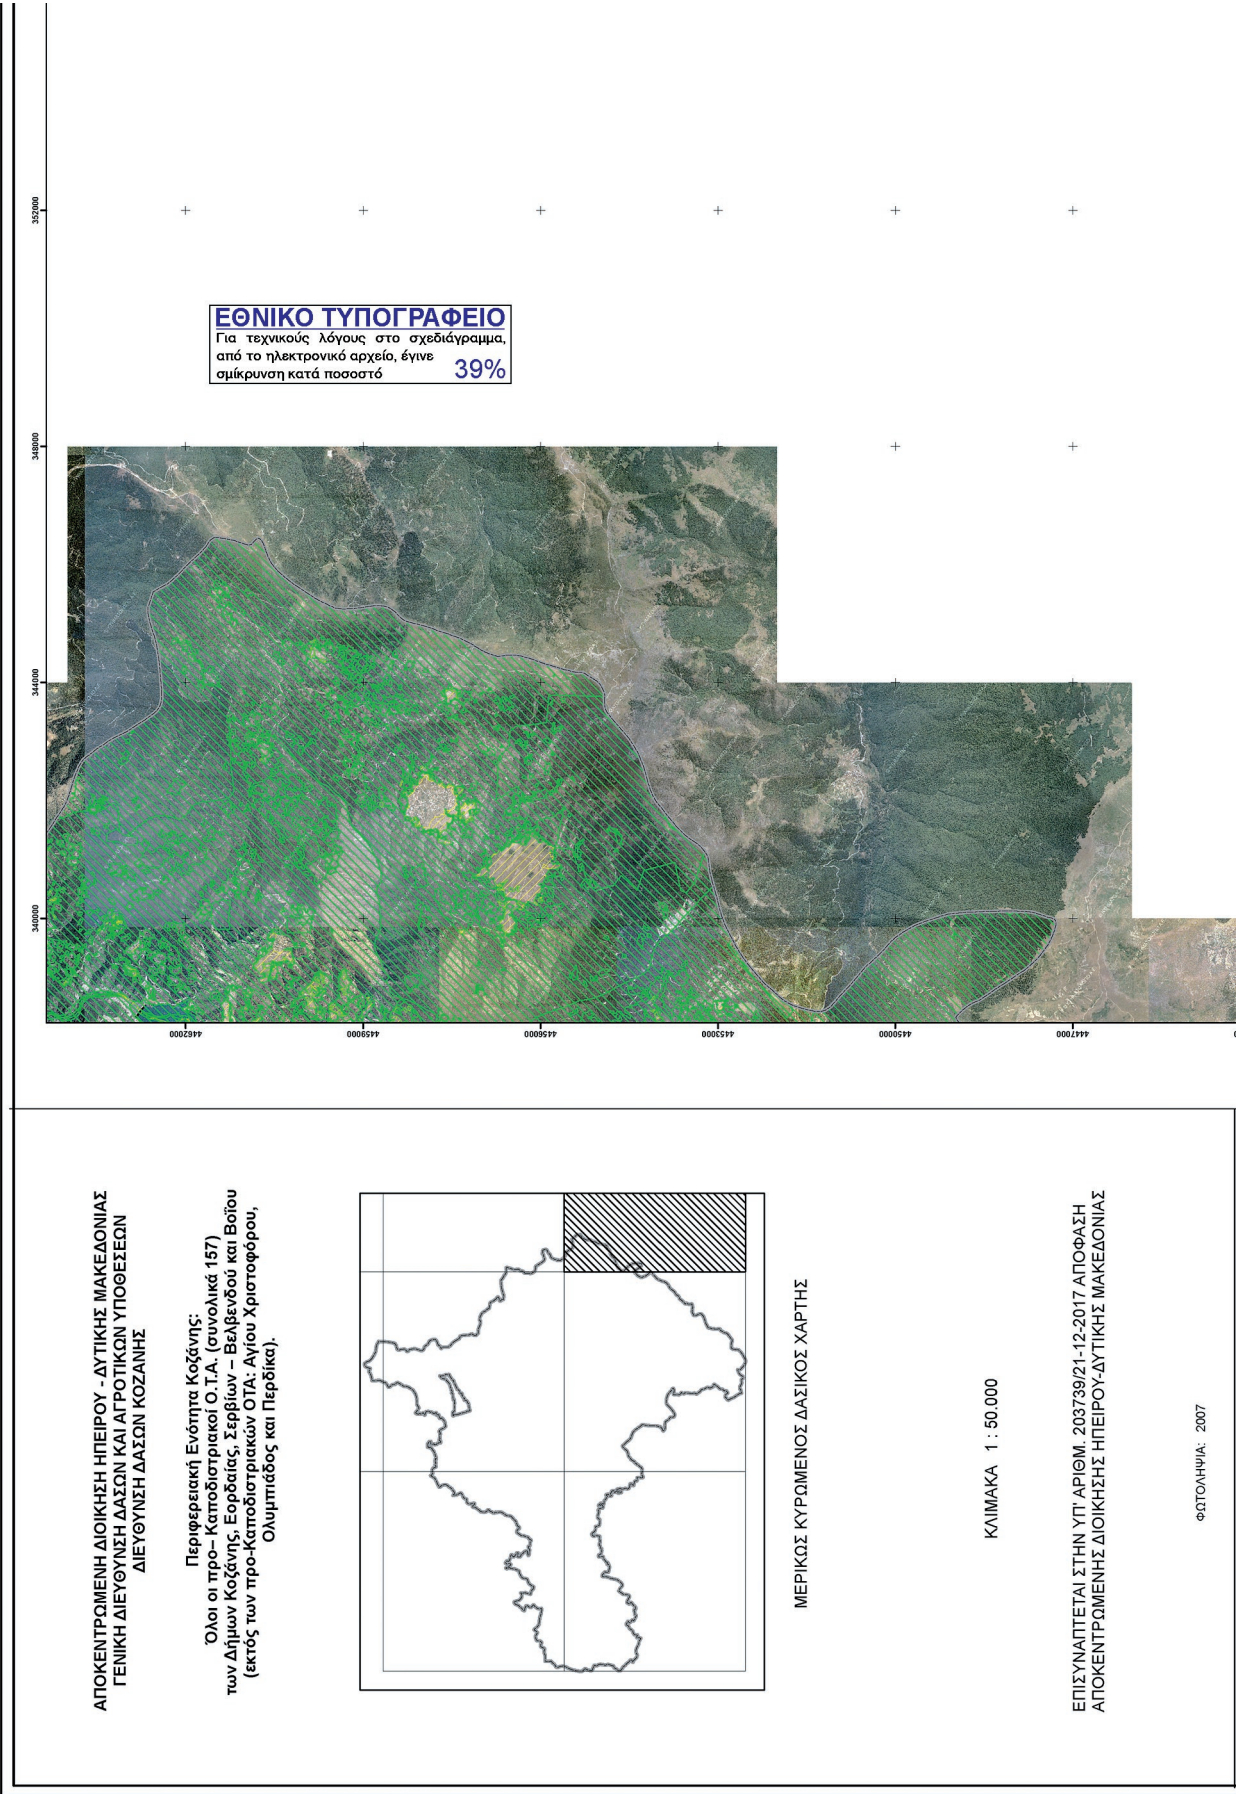 352000
348000
344000
340000
ΕΘΝΙΚΟ ΤΥΠΟΓΡΑΦΕΙΟ
Για τεχνικούς λόγους στο σχεδιάγραμμα,
από το ηλεκτρονικό αρχείο, έγινε
σμίκρυνση κατά ποσοστό 39%
4462000
4459000
4456000
4453000
4450000
4447000
ΑΠΟΚΕΝΤΡΩΜΕΝΗ ΔΙΟΙΚΗΣΗ ΗΠΕΙΡΟΥ - ΔΥΤΙΚΗΣ ΜΑΚΕΔΟΝΙΑΣ
ΓΕΝΙΚΗ ΔΙΕΥΘΥΝΣΗ ΔΑΣΩΝ ΚΑΙ ΑΓΡΟΤΙΚΩΝ ΥΠΟΘΕΣΕΩΝ
ΔΙΕΥΘΥΝΣΗ ΔΑΣΩΝ ΚΟΖΑΝΗΣ
Περιφερειακή Ενότητα Κοζάνης:
Όλοι οι προ– Καποδιστριακοί Ο.Τ.Α. (συνολικά 157)
των Δήμων Κοζάνης, Εορδαίας, Σερβίων – Βελβενδού και Βοΐου
(εκτός των προ-Καποδιστριακών ΟΤΑ: Αγίου Χριστοφόρου,
Ολυμπιάδος και Περδίκα).
ΜΕΡΙΚΩΣ ΚΥΡΩΜΕΝΟΣ ΔΑΣΙΚΟΣ ΧΑΡΤΗΣ
ΚΛΙΜΑΚΑ 1 : 50.000
ΕΠΙΣΥΝΑΠΤΕΤΑΙ ΣΤΗΝ ΥΠ' ΑΡΙΘΜ. 203739/21-12-2017 ΑΠΟΦΑΣΗ
ΑΠΟΚΕΝΤΡΩΜΕΝΗΣ ΔΙΟΙΚΗΣΗΣ ΗΠΕΙΡΟΥ-ΔΥΤΙΚΗΣ ΜΑΚΕΔΟΝΙΑΣ
ΦΩΤΟΛΗΨΙΑ: 2007